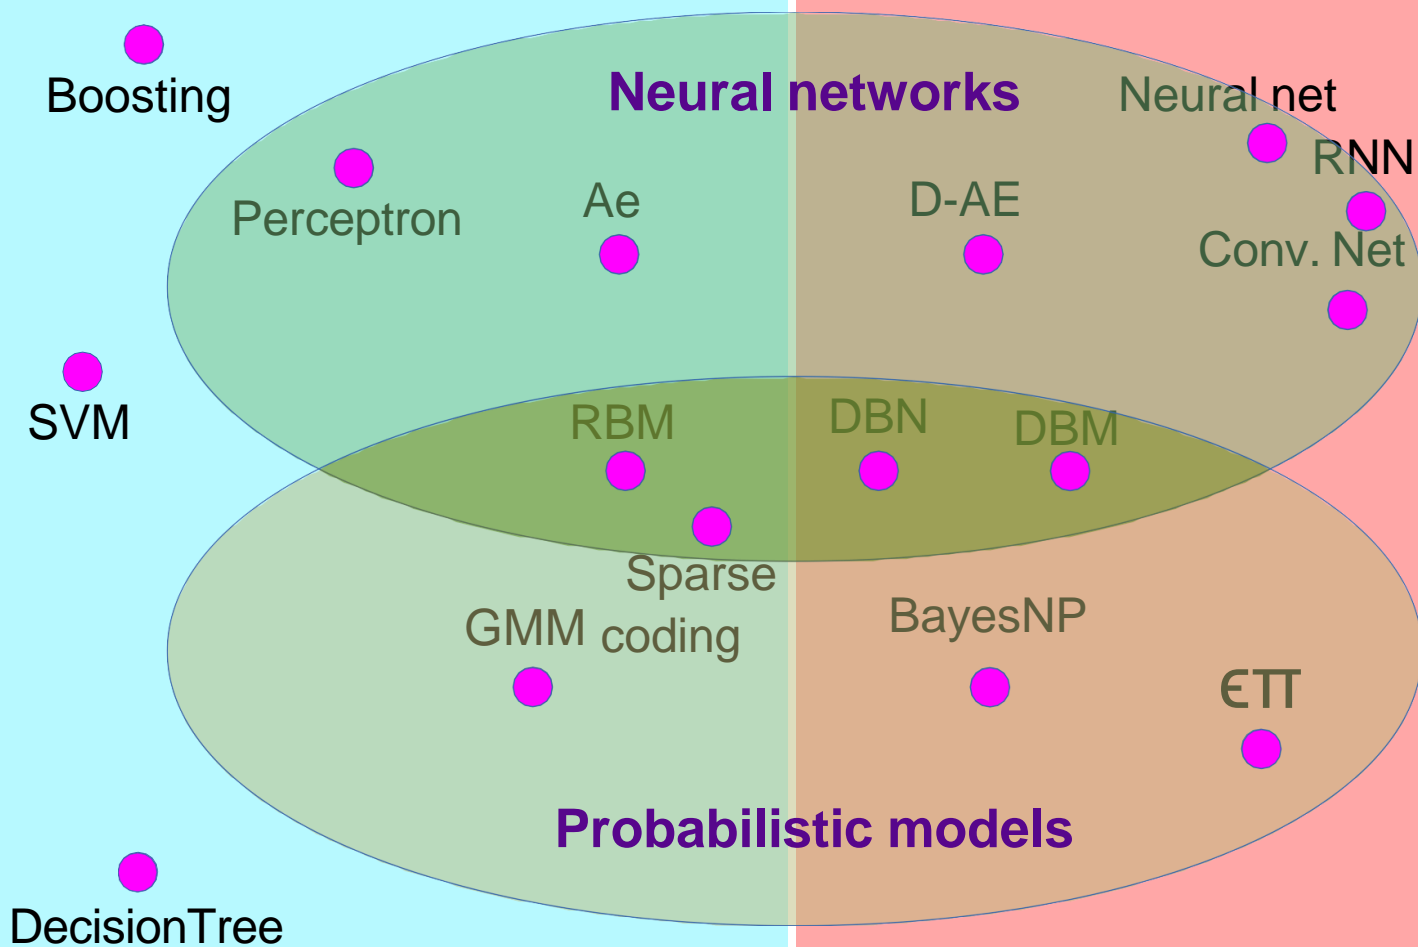 Boosting
Neural networks
Neural net
RNN
Perceptron
Ae
D-AE
Conv. Net
SVM
RBM
DBN
DBM
Sparse
coding
GMM
BayesNP
∈Π
Probabilistic models
DecisionTree